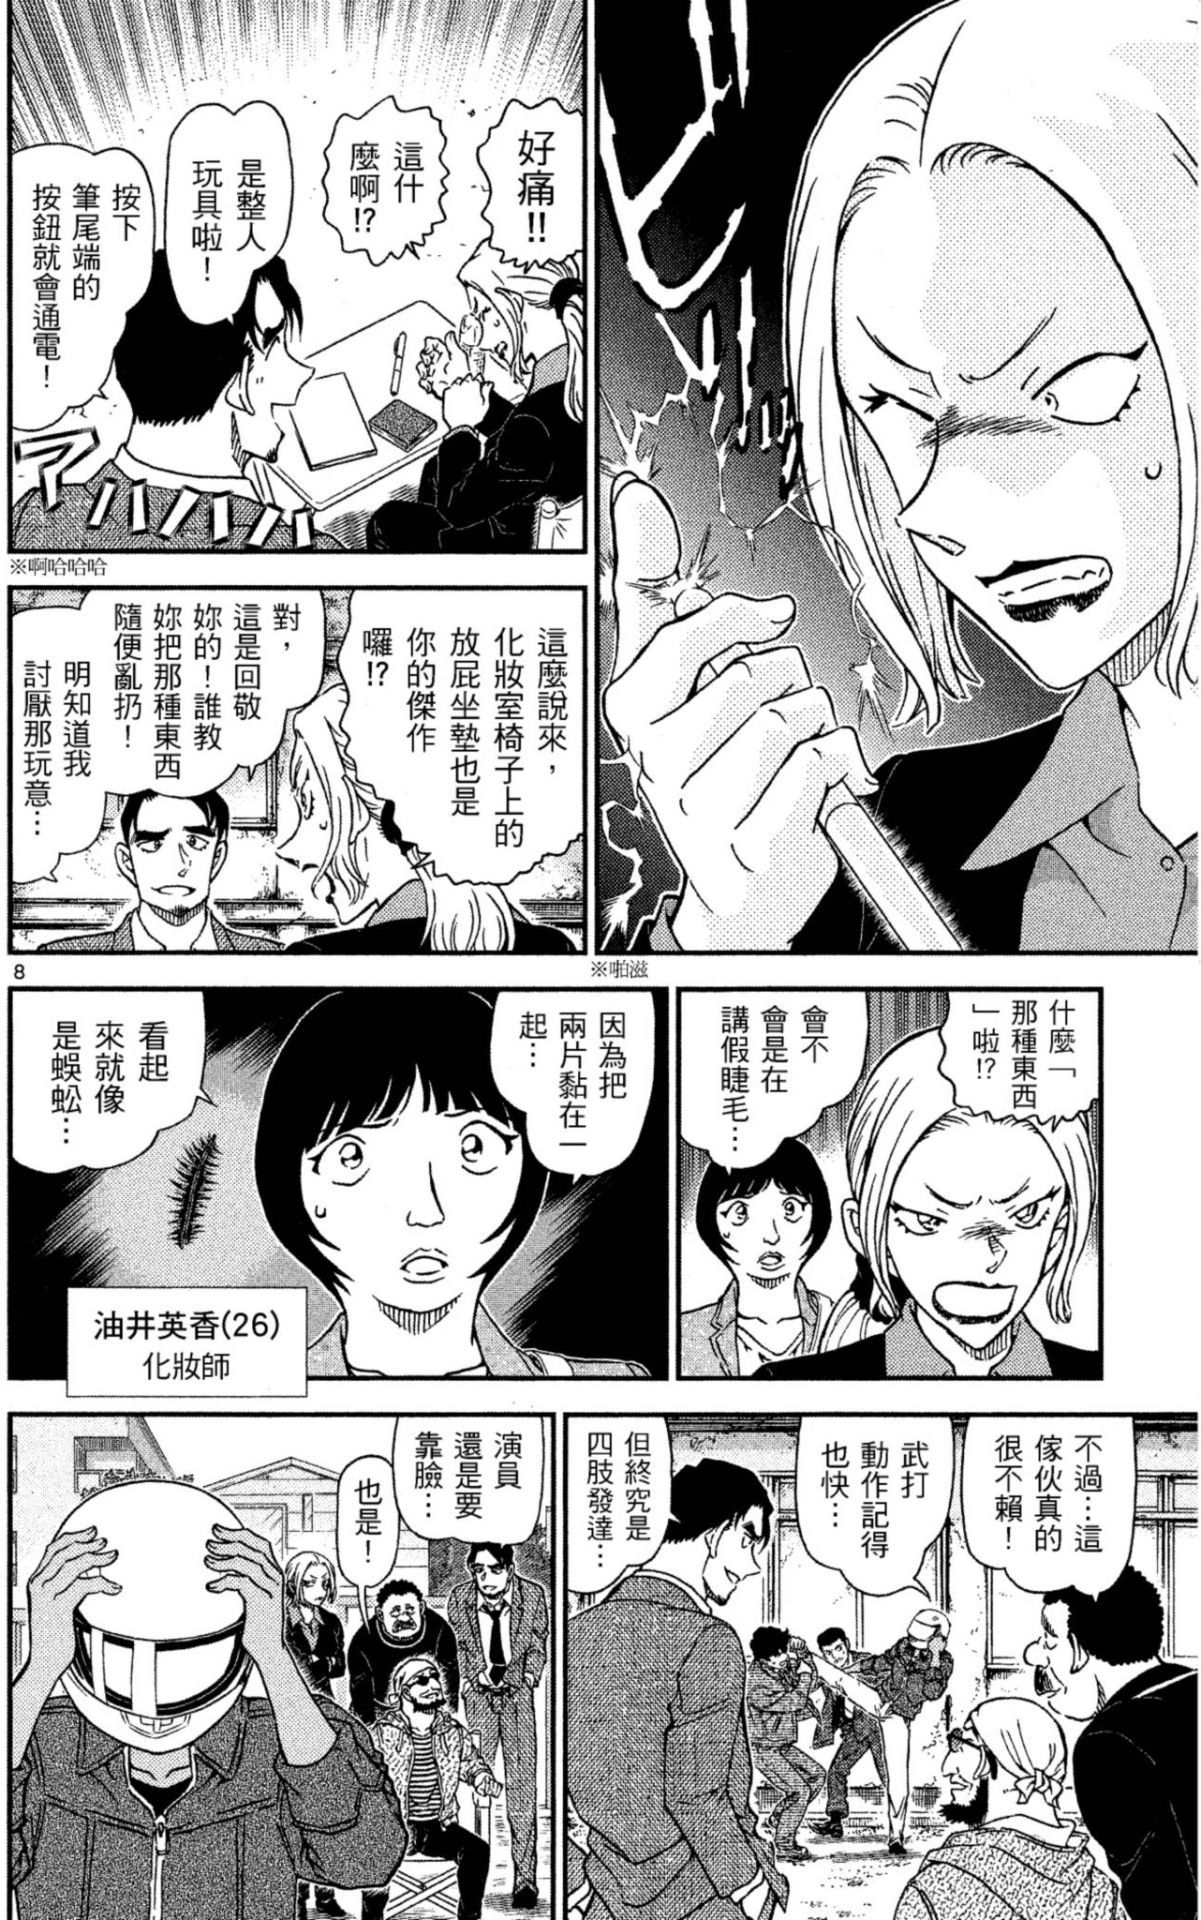 ※啪滋
好痛!!
這什
麼啊!?
是整人
玩具啦！
按下
筆尾端的
按鈕就會通電！
アハハハハ
※啊哈哈哈
這麼說來，
化妝室椅子上的
放屁坐墊也是
你的傑作
囉!?
對，
這是回敬
妳的！誰教
妳把那種東西
隨便亂扔！
明知道我
討厭那玩意…
8
什麼「
那種東西
」啦!?
會不
會是在
講假睫毛…
因為把
兩片黏在一
起…
看起
來就像
是蜈蚣…
油井英香(26)
化妝師
不過…這
傢伙真的
很不賴！
武打
動作記得
也快…
但終究是
四肢發達…
演員
還是要
靠臉…
也是！